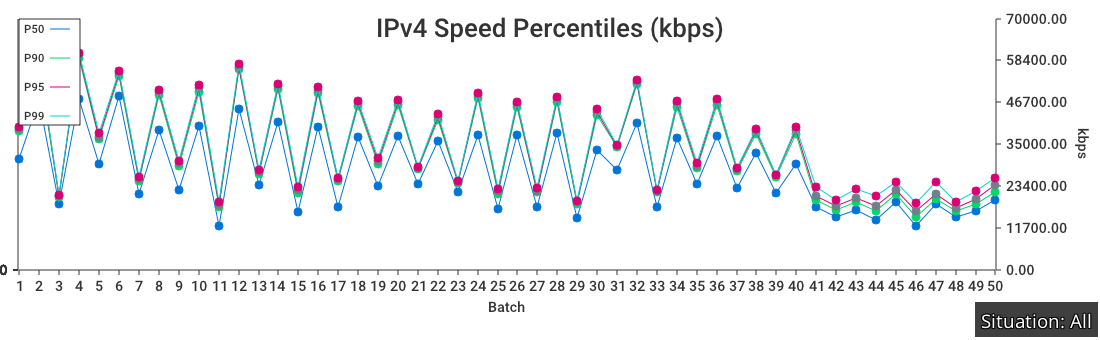 IPv4 Speed Percentiles (kbps)
P50
P90
P95
P99
70000.00
58400.00
46700.00
35000.00
23400.00
11700.00
0.00
kbps
0
1 2 3 4 5 6 7 8 9 10 11 12 13 14 15 16 17 18 19 20 21 22 23 24 25 26 27 28 29 30 31 32 33 34 35 36 37 38 39 40 41 42 43 44 45 46 47 48 49 50
Batch
Situation: All